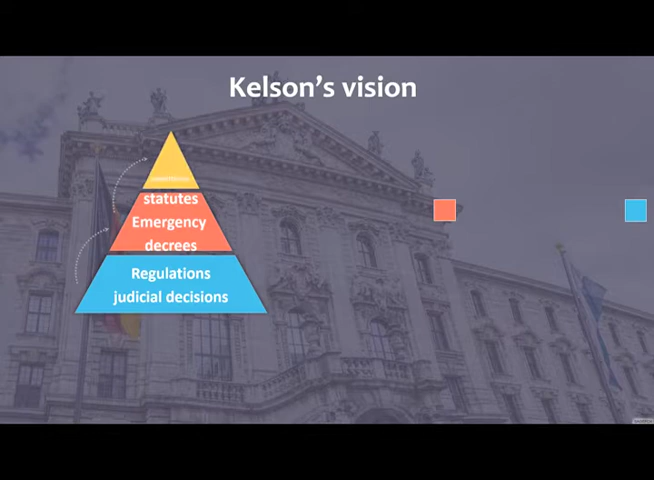 Kelson's vision
statutes
Emergency
decrees
Regulations
judicial decisions